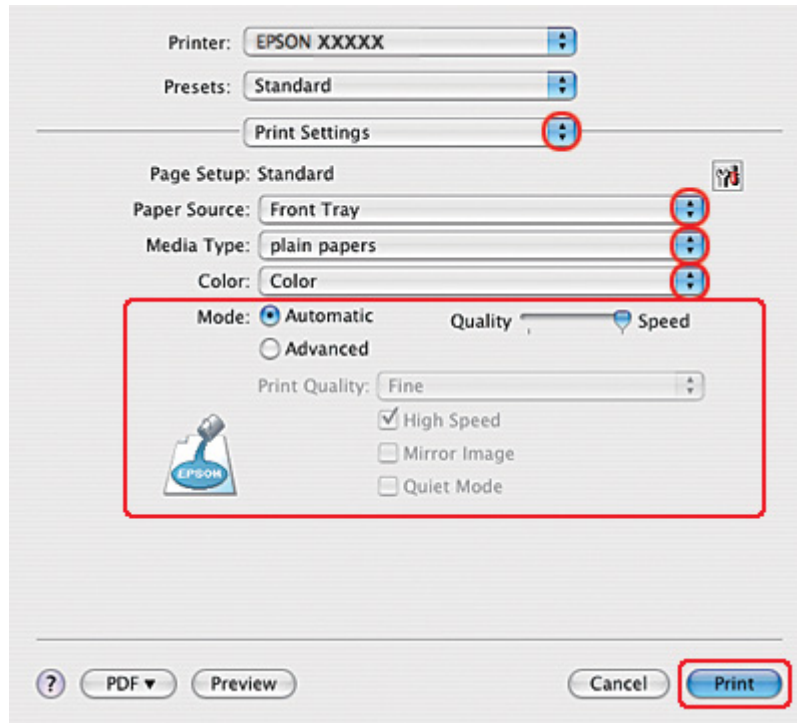 Printer: EPSON XXXXX
Presets: Standard
Print Settings
Page Setup: Standard
Paper Source: Front Tray
Media Type: plain papers
Color: Color
Mode: Automatic Quality Speed
Advanced
Print Quality: Fine
High Speed
Mirror Image
EPSON
Quiet Mode
? PDF Preview Cancel Print